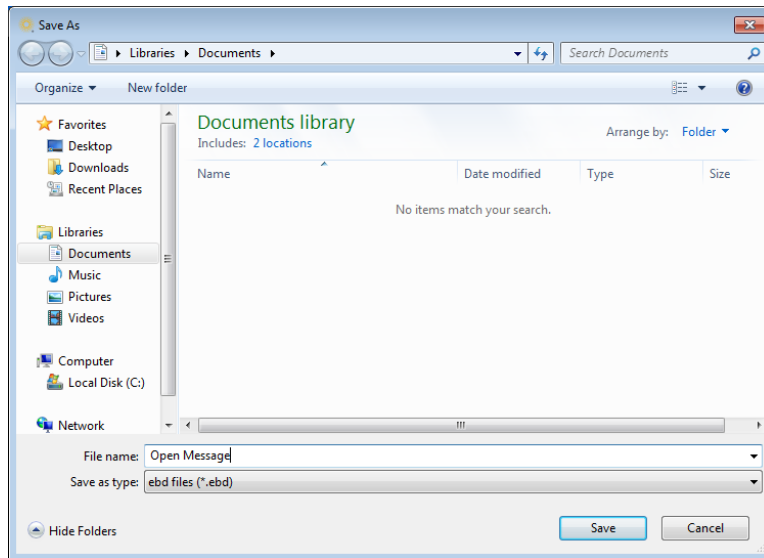 Save As
Libraries Documents
Search Documents
Organize New folder
Favorites
Desktop
Downloads
Recent Places
Libraries
Documents
Music
Pictures
Videos
Computer
Local Disk (C:)
Network
Documents library
Includes: 2 locations
Arrange by: Folder
Name Date modified Type Size
No items match your search.
File name: Open Message
Save as type: ebd files (*.ebd)
Hide Folders
Save Cancel